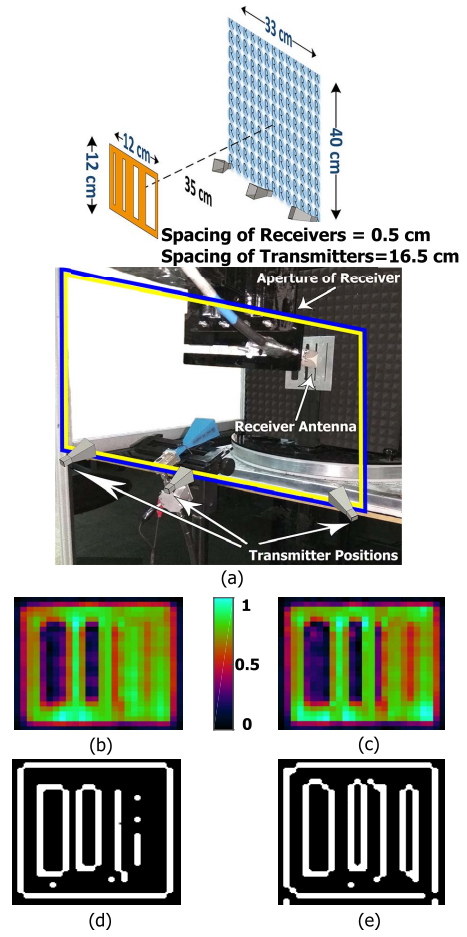 33 cm
12 cm
12 cm
40 cm
35 cm
Spacing of Receivers = 0.5 cm
Spacing of Transmitters=16.5 cm
Aperture of Receiver
Receiver Antenna
Transmitter Positions
(a)
1
0.5
0
(b)
(c)
(d)
(e)